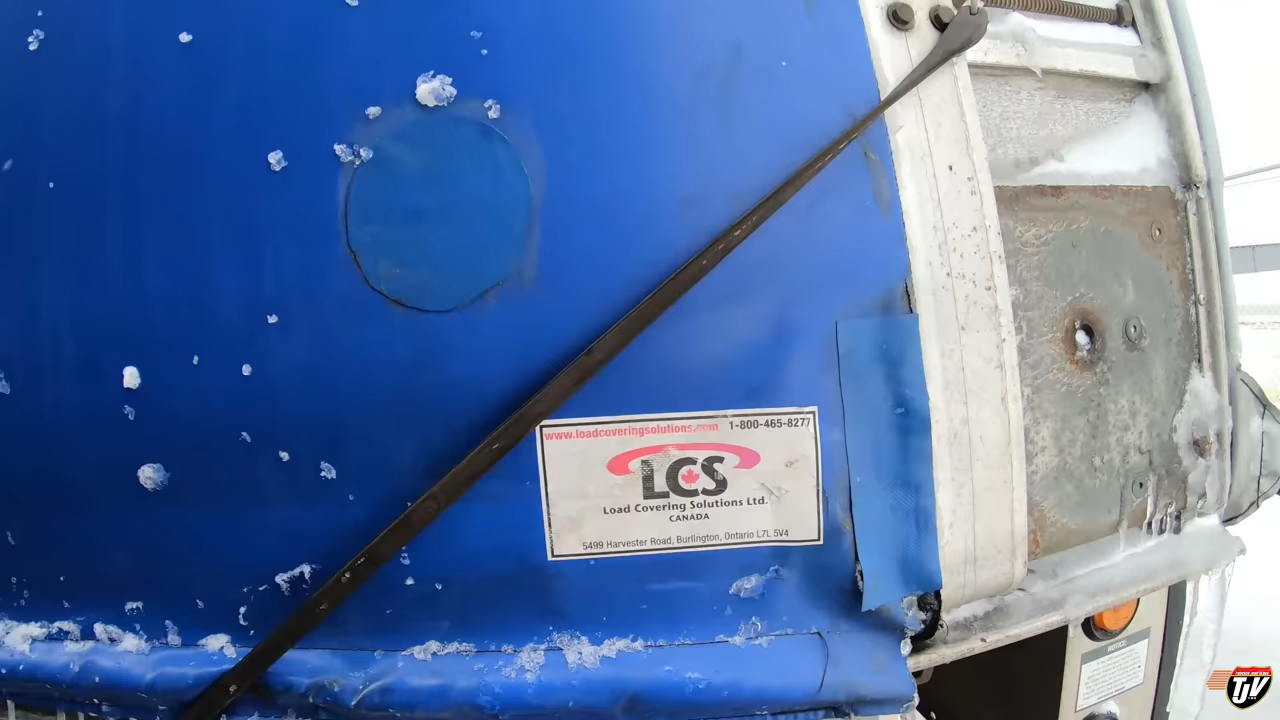 www.loadcoveringsolutions.com 1-800-465-8277
LCS
Load Covering Solutions Ltd.
CANADA
5499 Harvester Road, Burlington, Ontario L7L 5V4
NOTICE
TJV